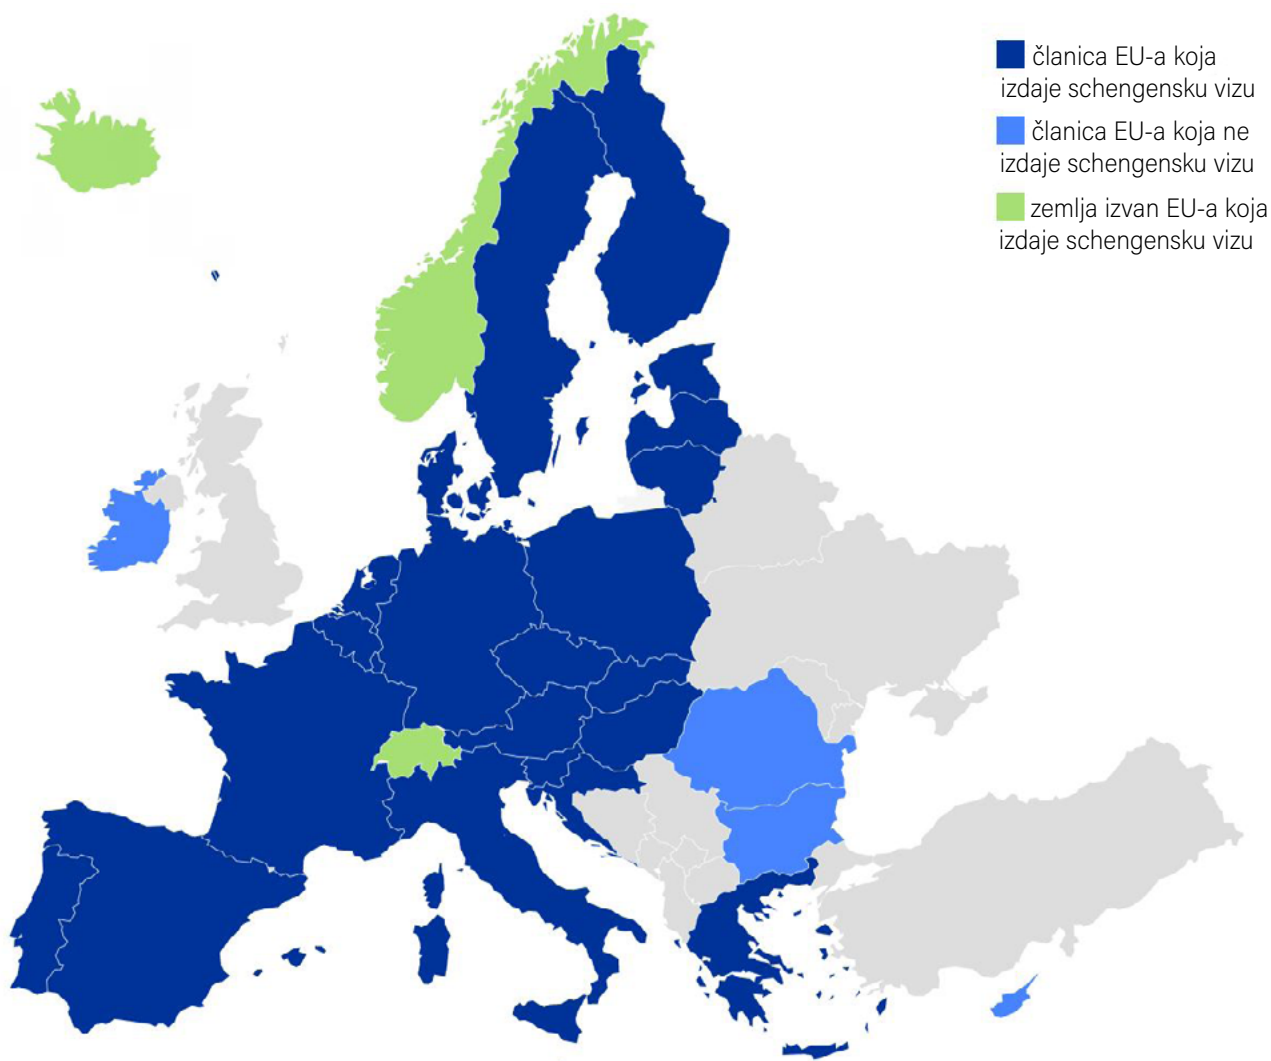 članica EU-a koja
izdaje schengensku vizu
članica EU-a koja ne
izdaje schengensku vizu
zemlja izvan EU-a koja
izdaje schengensku vizu